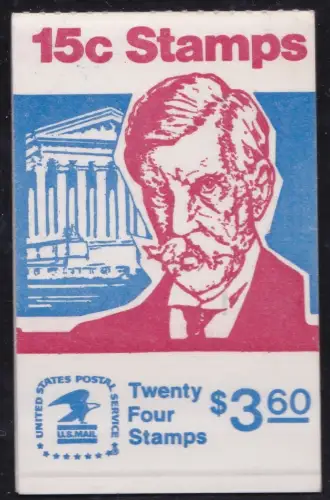 15c Stamps
UNITED STATES POSTAL SERVICE
U.S.MAIL
Twenty
Four
Stamps
$3.60